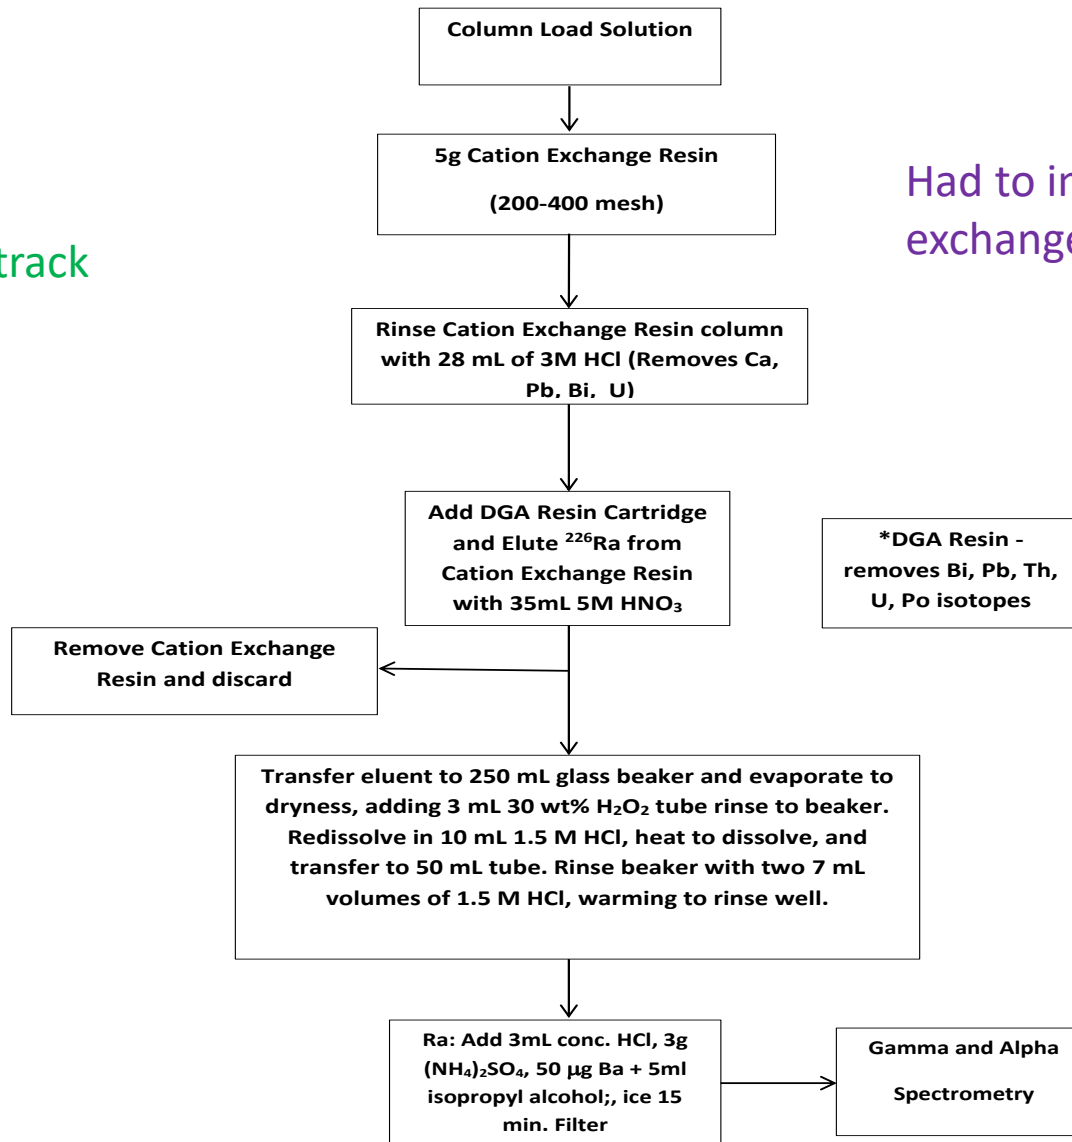 Column Load Solution
5g Cation Exchange Resin
(200-400 mesh)
Had to
exchange
track
Rinse Cation Exchange Resin column
with 28 mL of 3M HCl (Removes Ca,
Pb, Bi, U)
Add DGA Resin Cartridge
and Elute ²²⁶Ra from
Cation Exchange Resin
with 35mL 5M HNO₃
*DGA Resin -
removes Bi, Pb, Th,
U, Po isotopes
Remove Cation Exchange
Resin and discard
Transfer eluent to 250 mL glass beaker and evaporate to
dryness, adding 3 mL 30 wt% H₂O₂ tube rinse to beaker.
Redissolve in 10 mL 1.5 M HCl, heat to dissolve, and
transfer to 50 mL tube. Rinse beaker with two 7 mL
volumes of 1.5 M HCl, warming to rinse well.
Ra: Add 3mL conc. HCl, 3g
(NH₄)₂SO₄, 50 µg Ba + 5ml
isopropyl alcohol;, ice 15
min. Filter
Gamma and Alpha
Spectrometry